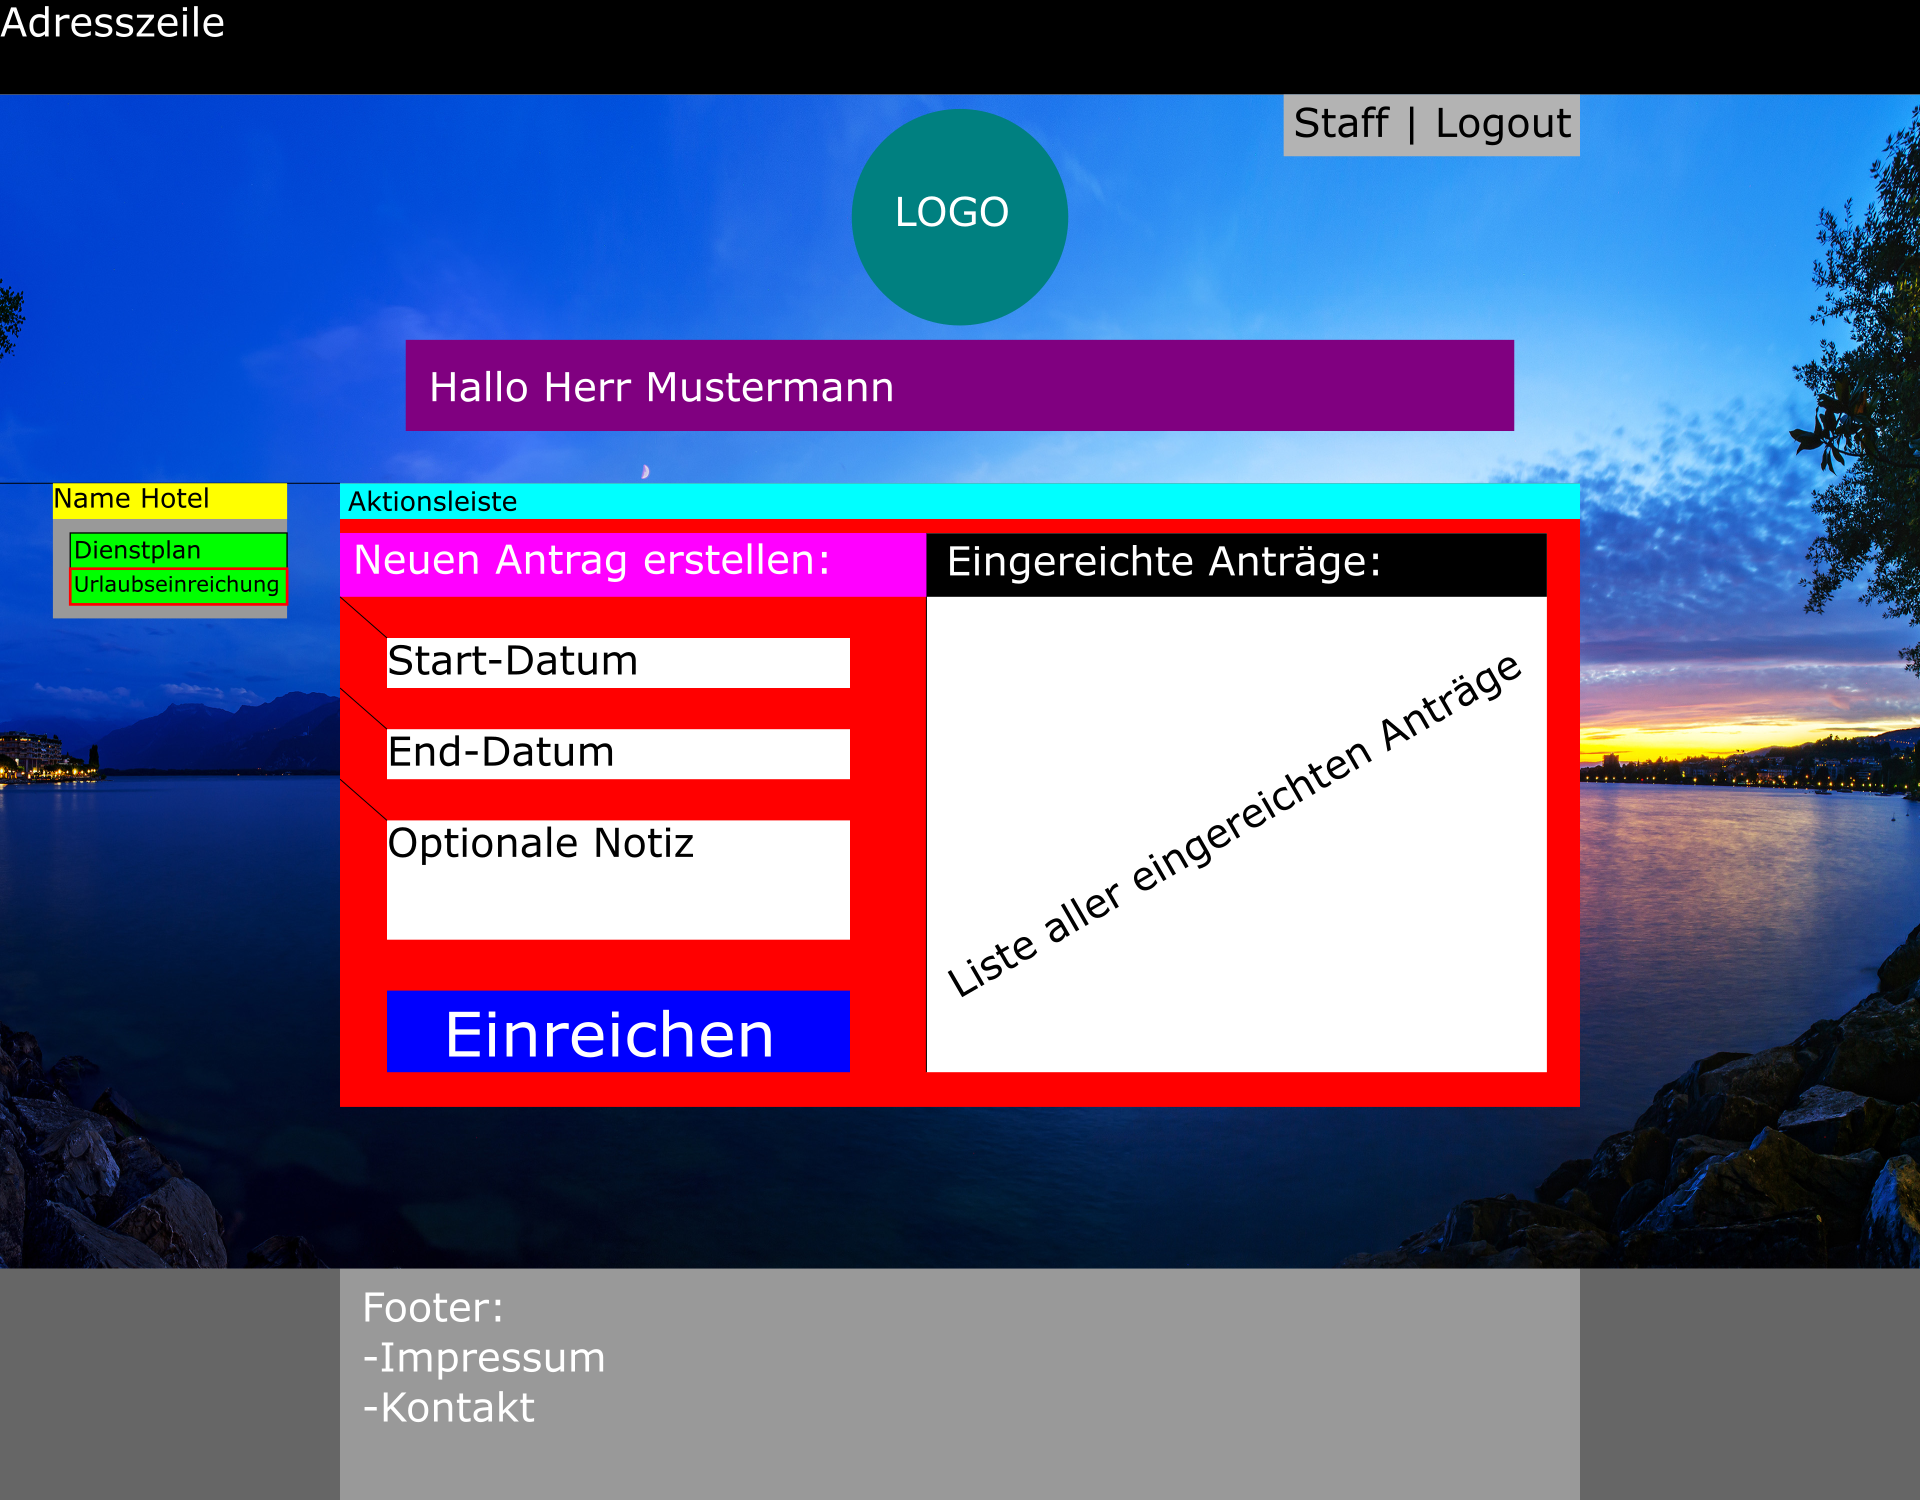 Adresszeile
Staff | Logout
LOGO
Hallo Herr Mustermann
Name Hotel
Dienstplan
Urlaubseinreichung
Aktionsleiste
Neuen Antrag erstellen:
Start-Datum
End-Datum
Optionale Notiz
Einreichen
Eingereichte Anträge:
Liste aller eingereichten Anträge
Footer:
-Impressum
-Kontakt